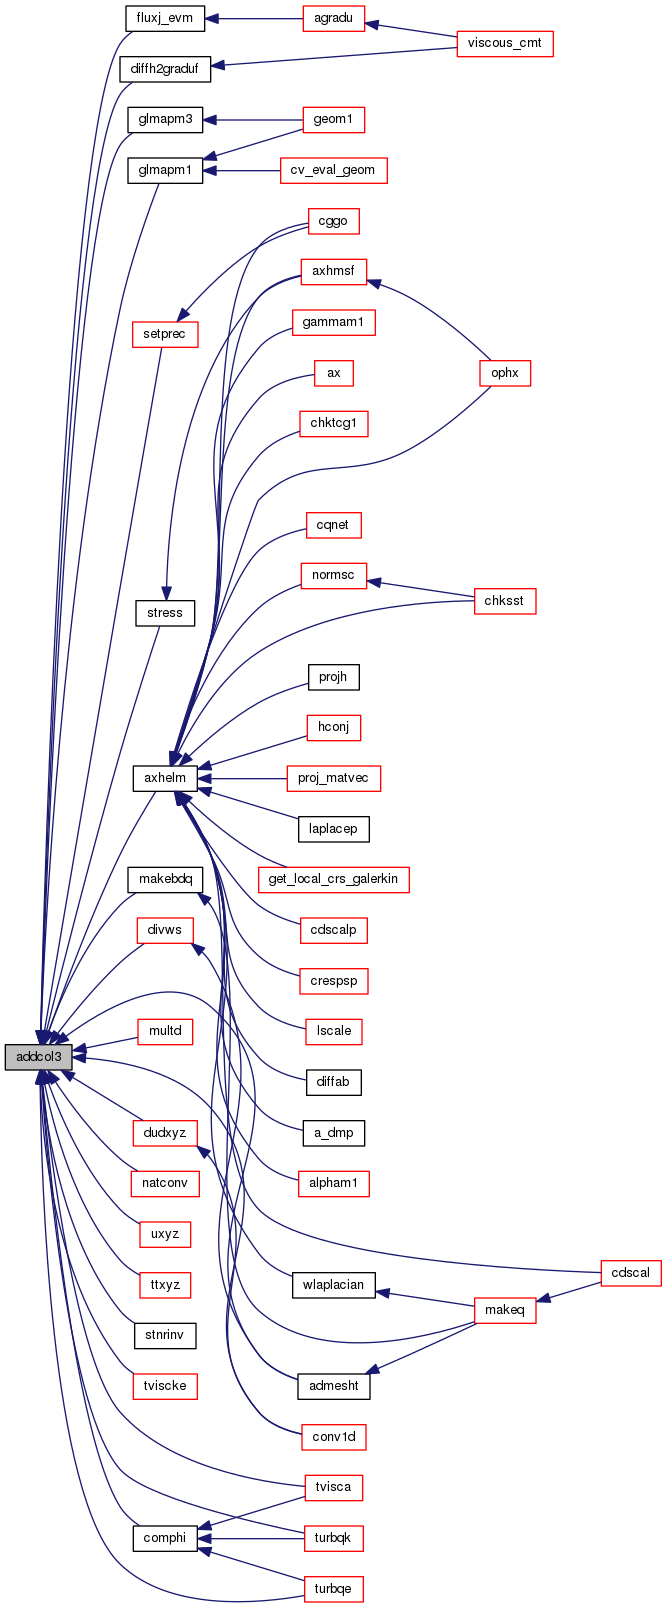 fluxj_evm
agradu
viscous_cmt
diffh2graduf
glmapm3
geom1
glmapm1
cv_eval_geom
cggo
axhmsf
gammam1
setprec
ax
ophx
chktcg1
cqnet
normsc
chksst
stress
projh
hconj
axhelm
proj_matvec
laplacep
makebdq
get_local_crs_galerkin
divws
cdscalp
crespsp
multd
lscale
addcol3
diffab
dudxyz
a_dmp
natconv
alpham1
uxyz
cdscal
ttxyz
wlaplacian
makeq
stnrinv
tviscke
admesht
conv1d
tvisca
comphi
turbqk
turbqe